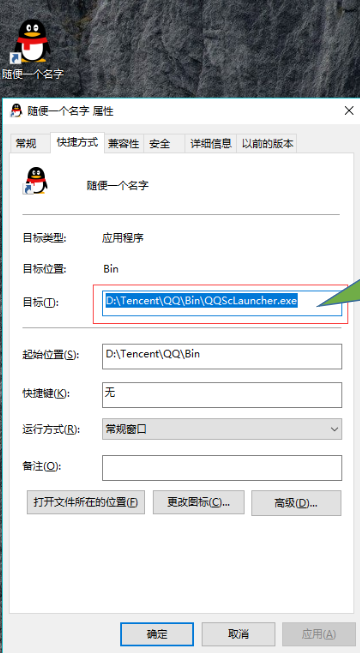 随便一个名字
随便一个名字 属性
常规 快捷方式 兼容性 安全 详细信息 以前的版本
随便一个名字
目标类型: 应用程序
目标位置: Bin
目标(T): D:\Tencent\QQ\Bin\QQScLauncher.exe
起始位置(S): D:\Tencent\QQ\Bin
快捷键(K): 无
运行方式(R): 常规窗口
备注(O):
打开文件所在的位置(F) 更改图标(C)... 高级(D)...
确定 取消 应用(A)